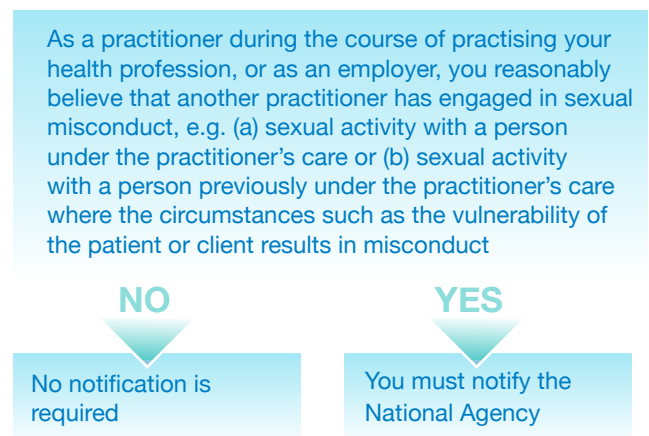 As a practitioner during the course of practising your
health profession, or as an employer, you reasonably
believe that another practitioner has engaged in sexual
misconduct, e.g. (a) sexual activity with a person
under the practitioner's care or (b) sexual activity
with a person previously under the practitioner's care
where the circumstances such as the vulnerability of
the patient or client results in misconduct
NO
YES
No notification is
required
You must notify the
National Agency